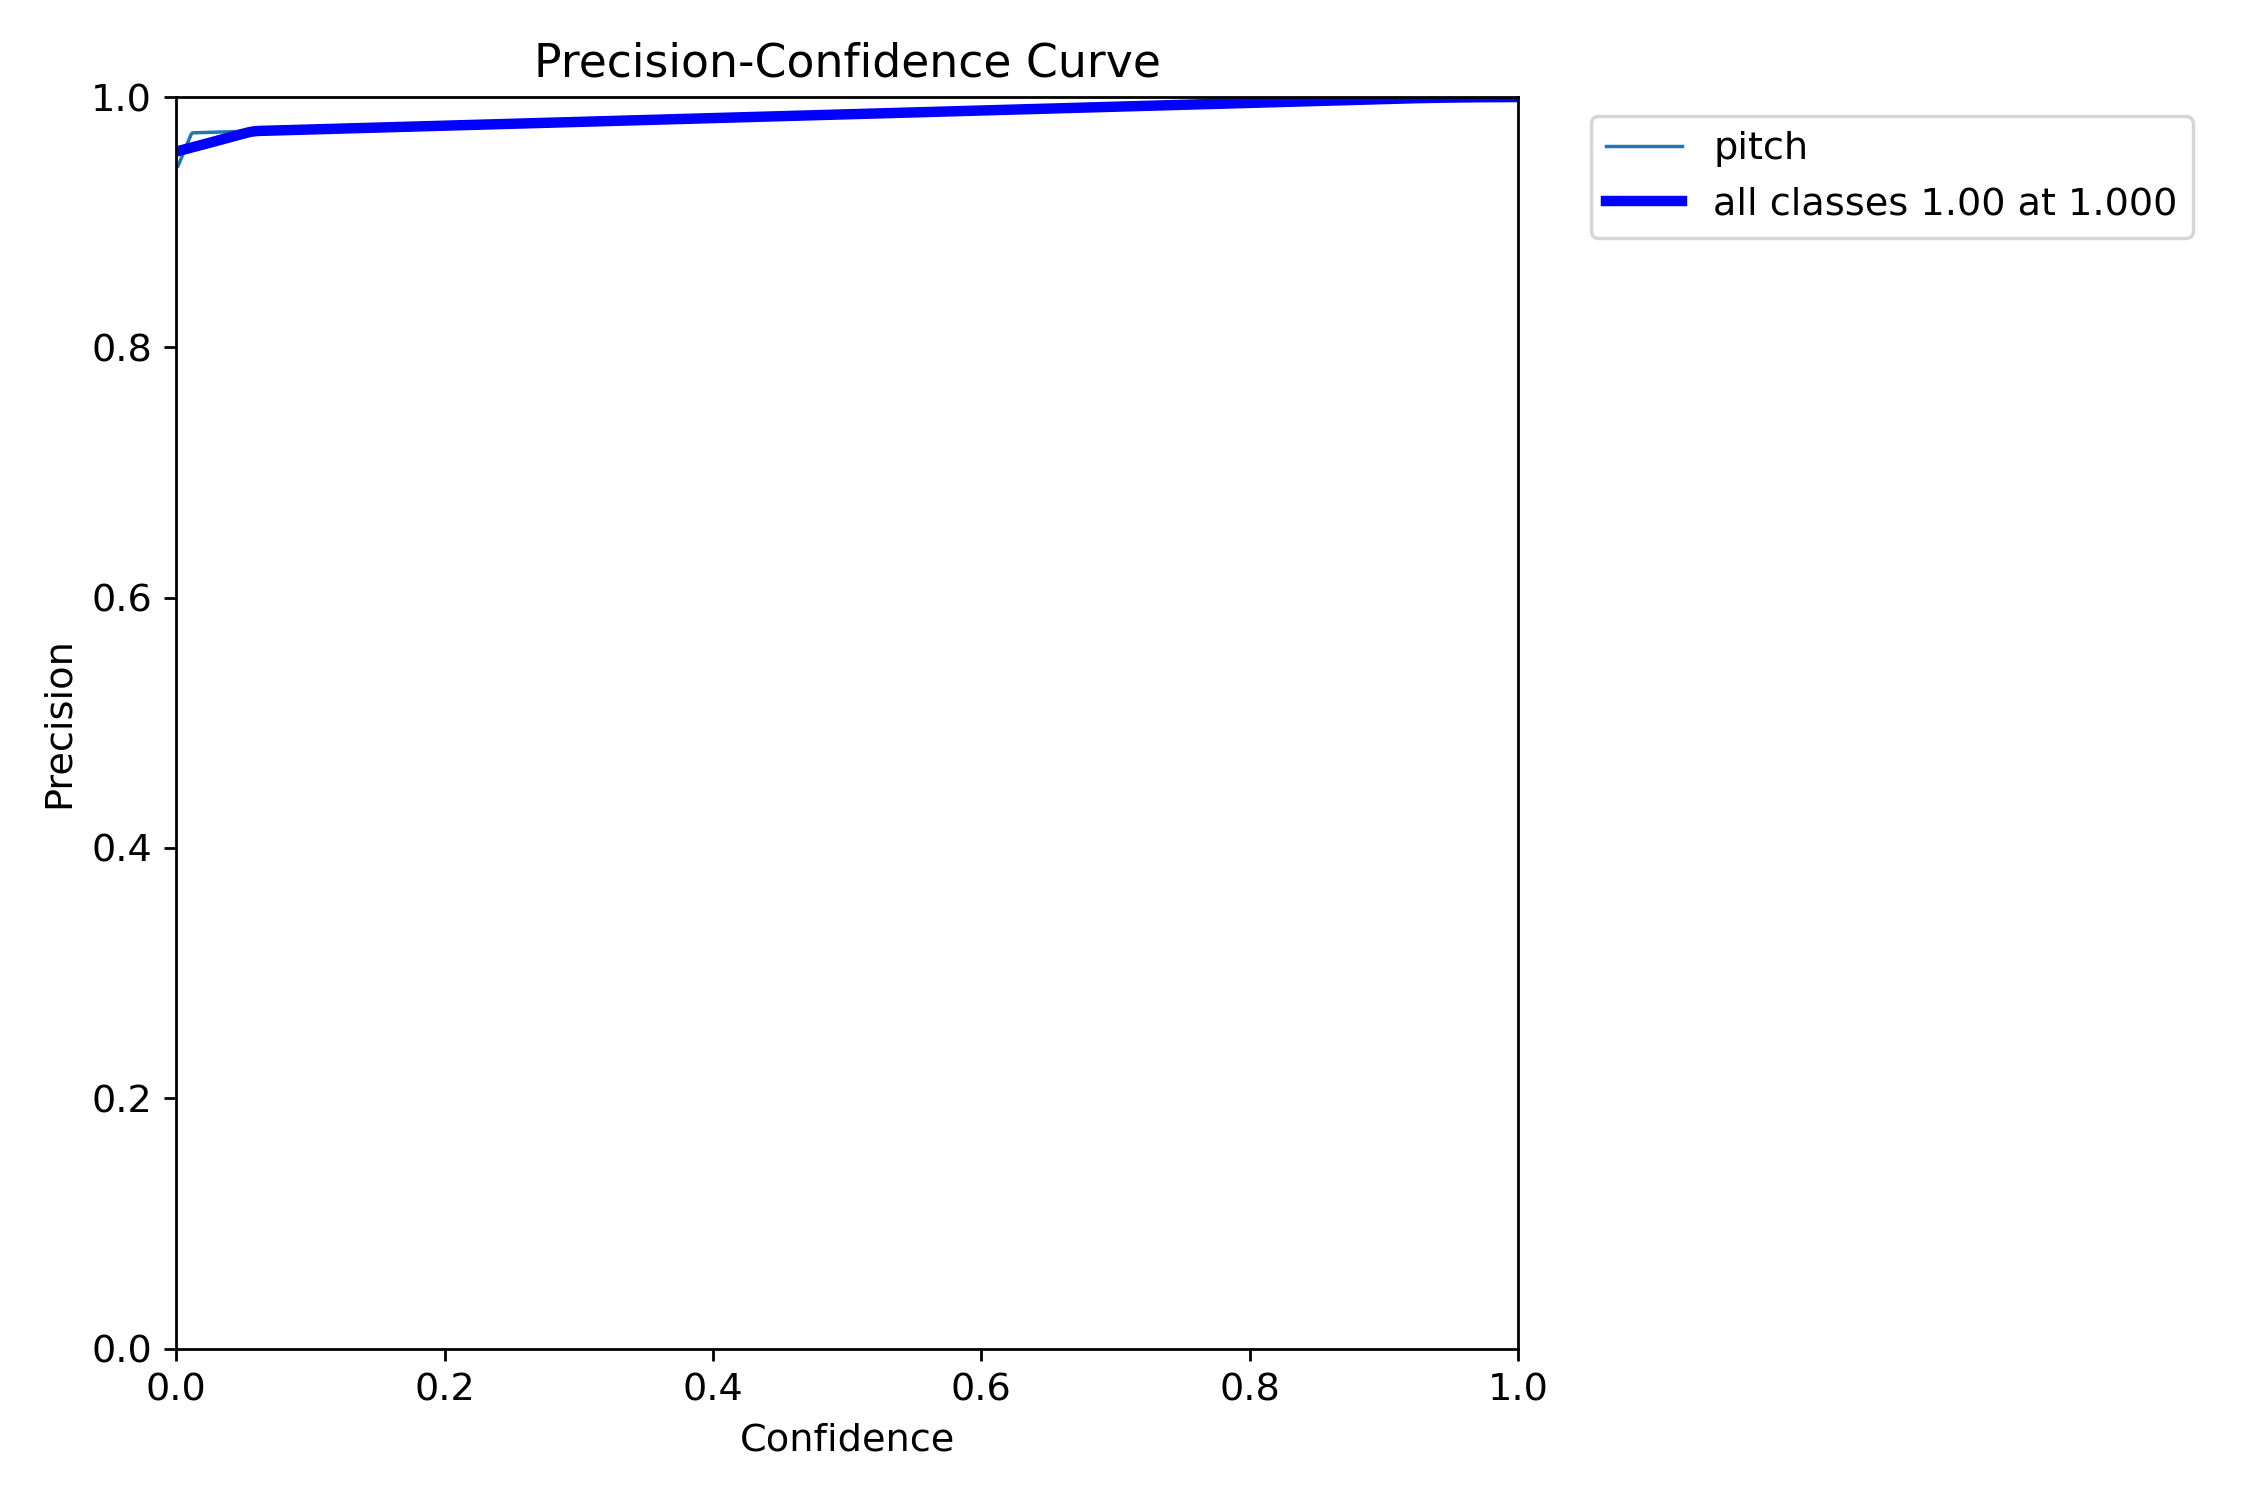 Precision-Confidence Curve
1.0
0.8
0.6
0.4
0.2
0.0
Precision
0.0 0.2 0.4 0.6 0.8 1.0
Confidence
pitch
all classes 1.00 at 1.000